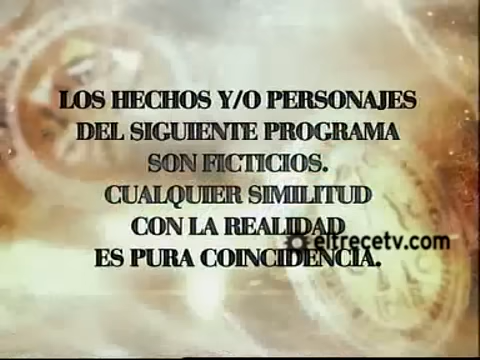 LOS HECHOS Y/O PERSONAJES
DEL SIGUIENTE PROGRAMA
SON FICTICIOS.
CUALQUIER SIMILITUD
CON LA REALIDAD
eltrecetv.com
ES PURA COINCIDENCIA.